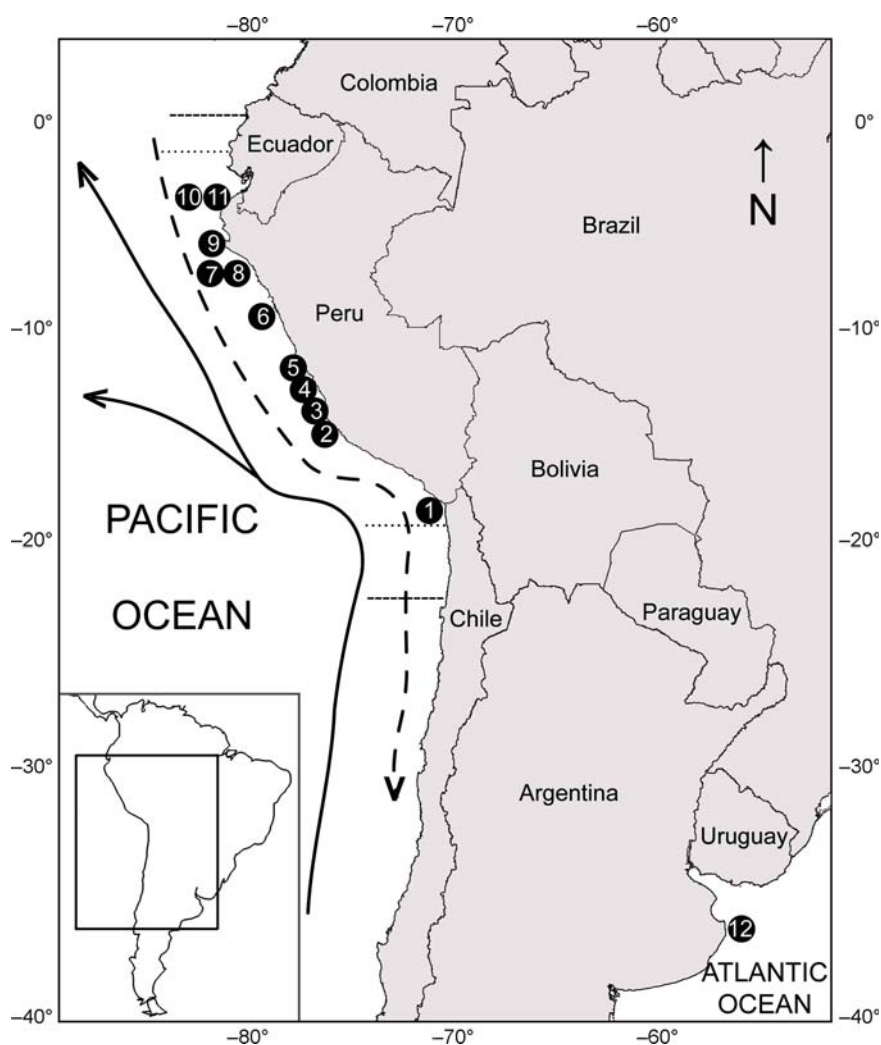 –80° –70° –60°
Colombia
0° 0°
Ecuador
↑
N
10 11
Brazil
9
7 8
Peru
6
–10° –10°
5
4
3
2
Bolivia
1
PACIFIC
–20° –20°
OCEAN
Chile
Paraguay
–30° –30°
Argentina
Uruguay
12
ATLANTIC
OCEAN
–40° –40°
–80° –70° –60°